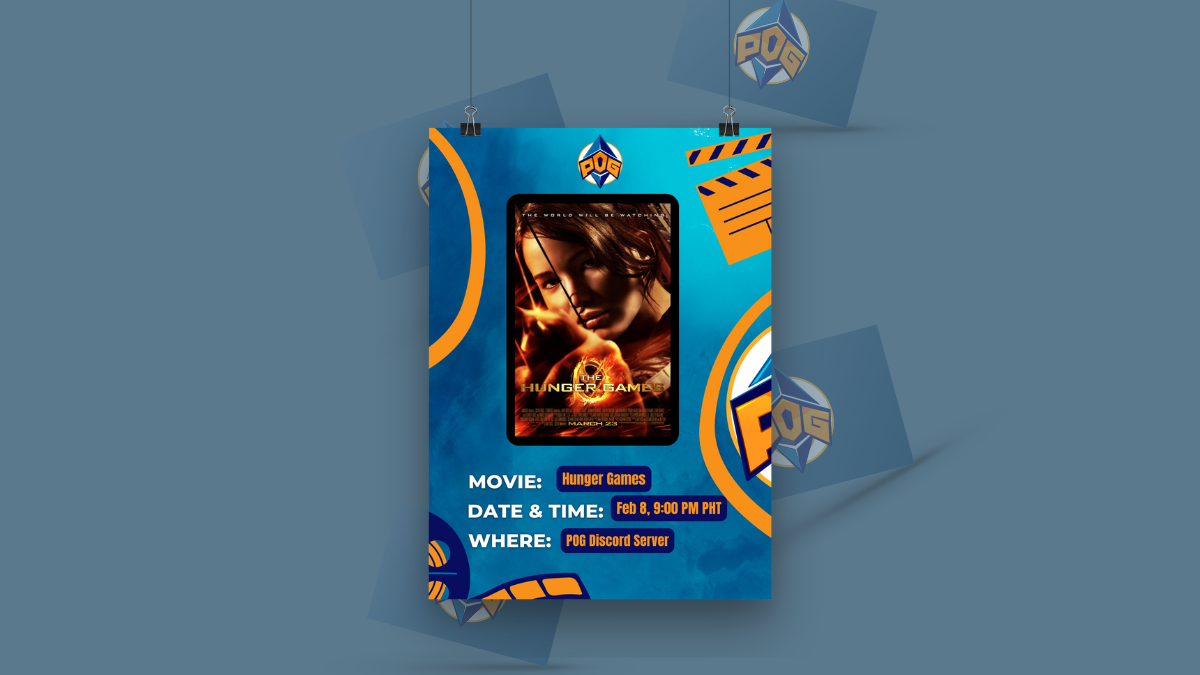 POG
POG
THE WORLD WILL BE WATCHING
THE
HUNGER GAMES
MARCH 23
POG
MOVIE: Hunger Games
DATE & TIME: Feb 8, 9:00 PM PHT
WHERE: POG Discord Server